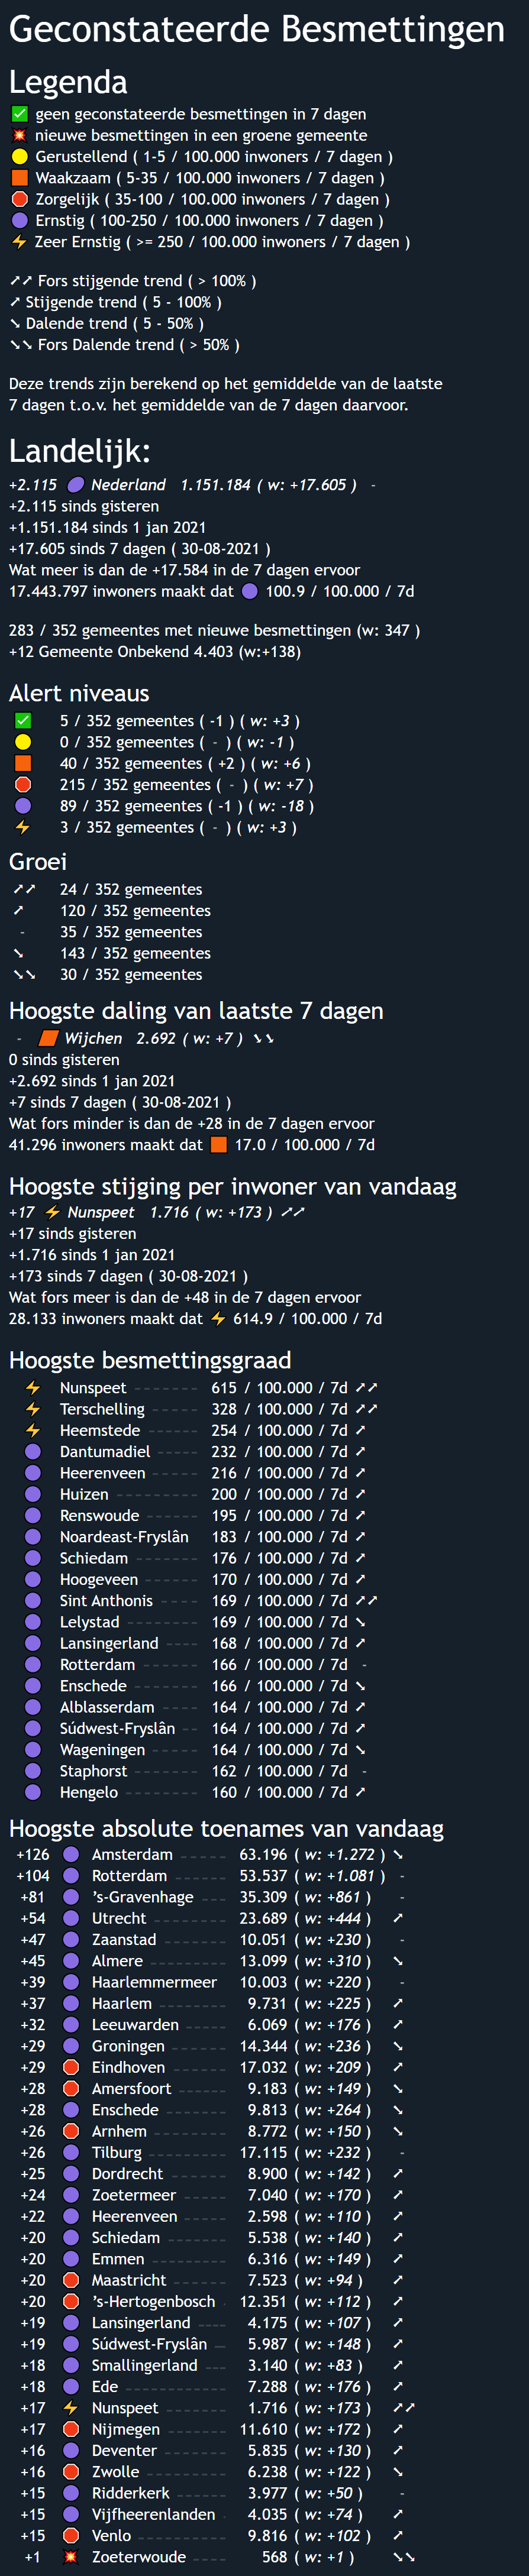 Geconstateerde Besmettingen
Legenda
geen geconstateerde besmettingen in 7 dagen
nieuwe besmettingen in een groene gemeente
Gerustellend ( 1-5 / 100.000 inwoners / 7 dagen )
Waakzaam ( 5-35 / 100.000 inwoners / 7 dagen )
Zorgelijk ( 35-100 / 100.000 inwoners / 7 dagen )
Ernstig ( 100-250 / 100.000 inwoners / 7 dagen )
Zeer Ernstig ( >= 250 / 100.000 inwoners / 7 dagen )
➚➚ Fors stijgende trend ( > 100% )
➚ Stijgende trend ( 5 - 100% )
➘ Dalende trend ( 5 - 50% )
➘➘ Fors Dalende trend ( > 50% )
Deze trends zijn berekend op het gemiddelde van de laatste
7 dagen t.o.v. het gemiddelde van de 7 dagen daarvoor.
Landelijk:
+2.115 Nederland 1.151.184 ( w: +17.605 ) -
+2.115 sinds gisteren
+1.151.184 sinds 1 jan 2021
+17.605 sinds 7 dagen ( 30-08-2021 )
Wat meer is dan de +17.584 in de 7 dagen ervoor
17.443.797 inwoners maakt dat 100.9 / 100.000 / 7d
283 / 352 gemeentes met nieuwe besmettingen (w: 347 )
+12 Gemeente Onbekend 4.403 (w:+138)
Alert niveaus
5 / 352 gemeentes ( -1 ) ( w: +3 )
0 / 352 gemeentes ( - ) ( w: -1 )
40 / 352 gemeentes ( +2 ) ( w: +6 )
215 / 352 gemeentes ( - ) ( w: +7 )
89 / 352 gemeentes ( -1 ) ( w: -18 )
3 / 352 gemeentes ( - ) ( w: +3 )
Groei
➚➚ 24 / 352 gemeentes
➚ 120 / 352 gemeentes
- 35 / 352 gemeentes
➘ 143 / 352 gemeentes
➘➘ 30 / 352 gemeentes
Hoogste daling van laatste 7 dagen
- Wijchen 2.692 ( w: +7 ) ➘➘
0 sinds gisteren
+2.692 sinds 1 jan 2021
+7 sinds 7 dagen ( 30-08-2021 )
Wat fors minder is dan de +28 in de 7 dagen ervoor
41.296 inwoners maakt dat 17.0 / 100.000 / 7d
Hoogste stijging per inwoner van vandaag
+17 Nunspeet 1.716 ( w: +173 ) ➚➚
+17 sinds gisteren
+1.716 sinds 1 jan 2021
+173 sinds 7 dagen ( 30-08-2021 )
Wat fors meer is dan de +48 in de 7 dagen ervoor
28.133 inwoners maakt dat 614.9 / 100.000 / 7d
Hoogste besmettingsgraad
Nunspeet 615 / 100.000 / 7d ➚➚
Terschelling 328 / 100.000 / 7d ➚➚
Heemstede 254 / 100.000 / 7d ➚
Dantumadiel 232 / 100.000 / 7d ➚
Heerenveen 216 / 100.000 / 7d ➚
Huizen 200 / 100.000 / 7d ➚
Renswoude 195 / 100.000 / 7d ➚
Noardeast-Fryslân 183 / 100.000 / 7d ➚
Schiedam 176 / 100.000 / 7d ➚
Hoogeveen 170 / 100.000 / 7d ➚
Sint Anthonis 169 / 100.000 / 7d ➚➚
Lelystad 169 / 100.000 / 7d ➘
Lansingerland 168 / 100.000 / 7d ➚
Rotterdam 166 / 100.000 / 7d -
Enschede 166 / 100.000 / 7d ➘
Alblasserdam 164 / 100.000 / 7d ➚
Súdwest-Fryslân 164 / 100.000 / 7d ➚
Wageningen 164 / 100.000 / 7d ➘
Staphorst 162 / 100.000 / 7d -
Hengelo 160 / 100.000 / 7d ➚
Hoogste absolute toenames van vandaag
+126 Amsterdam 63.196 ( w: +1.272 ) ➘
+104 Rotterdam 53.537 ( w: +1.081 ) -
+81 's-Gravenhage 35.309 ( w: +861 ) -
+54 Utrecht 23.689 ( w: +444 ) ➚
+47 Zaanstad 10.051 ( w: +230 ) -
+45 Almere 13.099 ( w: +310 ) ➘
+39 Haarlemmermeer 10.003 ( w: +220 ) -
+37 Haarlem 9.731 ( w: +225 ) ➚
+32 Leeuwarden 6.069 ( w: +176 ) ➚
+29 Groningen 14.344 ( w: +236 ) ➘
+29 Eindhoven 17.032 ( w: +209 ) ➚
+28 Amersfoort 9.183 ( w: +149 ) ➘
+28 Enschede 9.813 ( w: +264 ) ➘
+26 Arnhem 8.772 ( w: +150 ) ➘
+26 Tilburg 17.115 ( w: +232 ) -
+25 Dordrecht 8.900 ( w: +142 ) ➚
+24 Zoetermeer 7.040 ( w: +170 ) ➚
+22 Heerenveen 2.598 ( w: +110 ) ➚
+20 Schiedam 5.538 ( w: +140 ) ➚
+20 Emmen 6.316 ( w: +149 ) ➚
+20 Maastricht 7.523 ( w: +94 ) ➚
+20 's-Hertogenbosch 12.351 ( w: +112 ) ➚
+19 Lansingerland 4.175 ( w: +107 ) ➚
+19 Súdwest-Fryslân 5.987 ( w: +148 ) ➚
+18 Smallingerland 3.140 ( w: +83 ) ➚
+18 Ede 7.288 ( w: +176 ) ➚
+17 Nunspeet 1.716 ( w: +173 ) ➚➚
+17 Nijmegen 11.610 ( w: +172 ) ➚
+16 Deventer 5.835 ( w: +130 ) ➚
+16 Zwolle 6.238 ( w: +122 ) ➘
+15 Ridderkerk 3.977 ( w: +50 ) -
+15 Vijfheerenlanden 4.035 ( w: +74 ) ➚
+15 Venlo 9.816 ( w: +102 ) ➚
+1 Zoeterwoude 568 ( w: +1 ) ➘➘